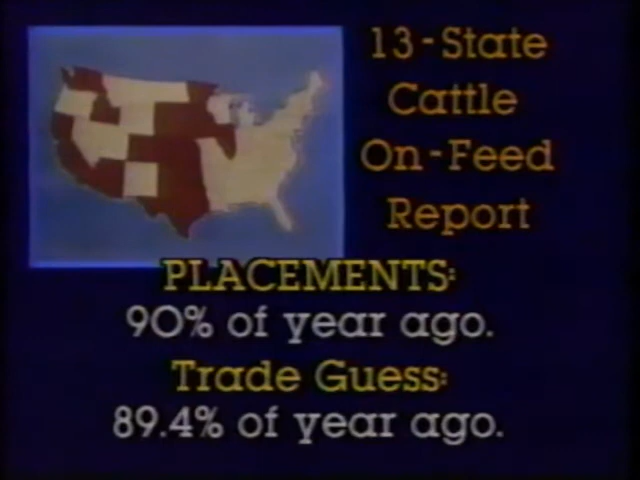 13-State
Cattle
On-Feed
Report
PLACEMENTS:
90% of year ago.
Trade Guess:
89.4% of year ago.